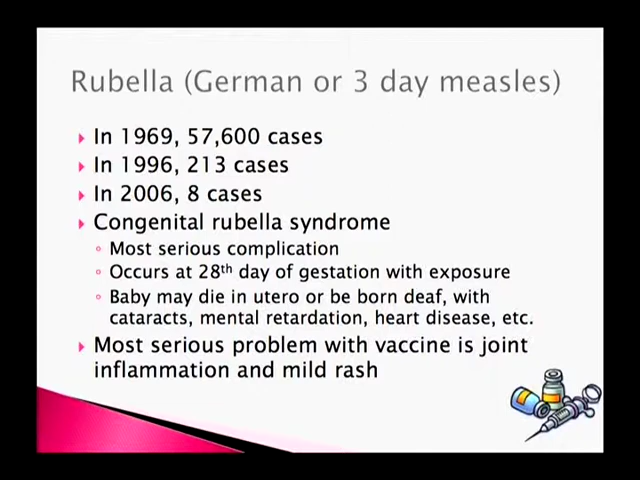 Rubella (German or 3 day measles)
In 1969, 57,600 cases
In 1996, 213 cases
In 2006, 8 cases
Congenital rubella syndrome
Most serious complication
Occurs at 28th day of gestation with exposure
Baby may die in utero or be born deaf, with
cataracts, mental retardation, heart disease, etc.
Most serious problem with vaccine is joint
inflammation and mild rash